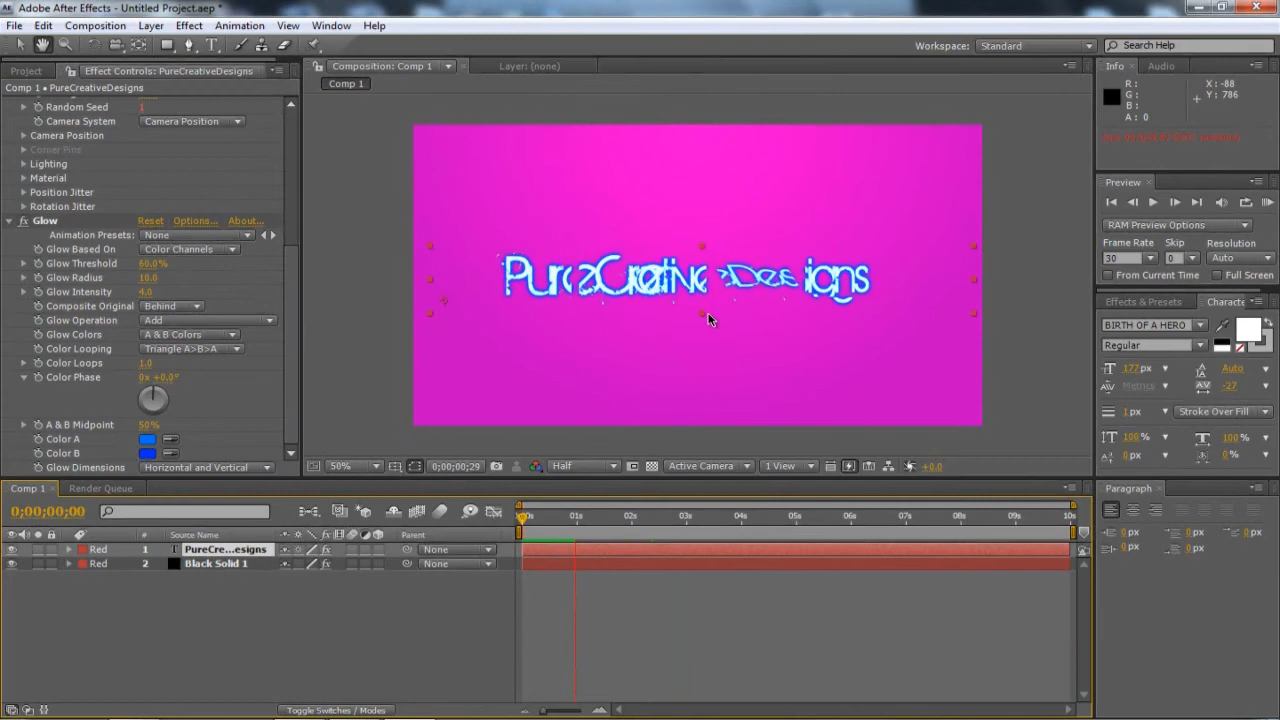 Adobe After Effects - Untitled Project.aep *
File Edit Composition Layer Effect Animation View Window Help
Workspace: Standard Search Help
Project Effect Controls: PureCreativeDesigns
Comp 1 • PureCreativeDesigns
Random Seed 1
Camera System Camera Position
Camera Position
Corner Pins
Lighting
Material
Position Jitter
Rotation Jitter
fx Glow Reset Options... About...
Animation Presets: None
Glow Based On Color Channels
Glow Threshold 60.0%
Glow Radius 10.0
Glow Intensity 4.0
Composite Original Behind
Glow Operation Add
Glow Colors A & B Colors
Color Looping Triangle A>B>A
Color Loops 1.0
Color Phase 0x +0.0°
A & B Midpoint 50%
Color A
Color B
Glow Dimensions Horizontal and Vertical
Composition: Comp 1 Layer: (none)
Comp 1
PureCreative Designs
50% 0;00;00;29 Half Active Camera 1 View +0.0
Info Audio
R : X : -88
G : Y : 786
B :
A : 0
Preview
RAM Preview Options
Frame Rate Skip Resolution
30 0 Auto
From Current Time Full Screen
Effects & Presets Characte
BIRTH OF A HERO
Regular
177 px Auto
Metrics -27
1 px Stroke Over Fill
100 % 100 %
0 px 0 %
Paragraph
0 px 0 px 0 px
0 px 0 px
Comp 1 Render Queue
0;00;00;00
# Source Name Parent
Red 1 T PureCre...esigns fx None
Red 2 Black Solid 1 fx None
01s 02s 03s 04s 05s 06s 07s 08s 09s 10s
Toggle Switches / Modes